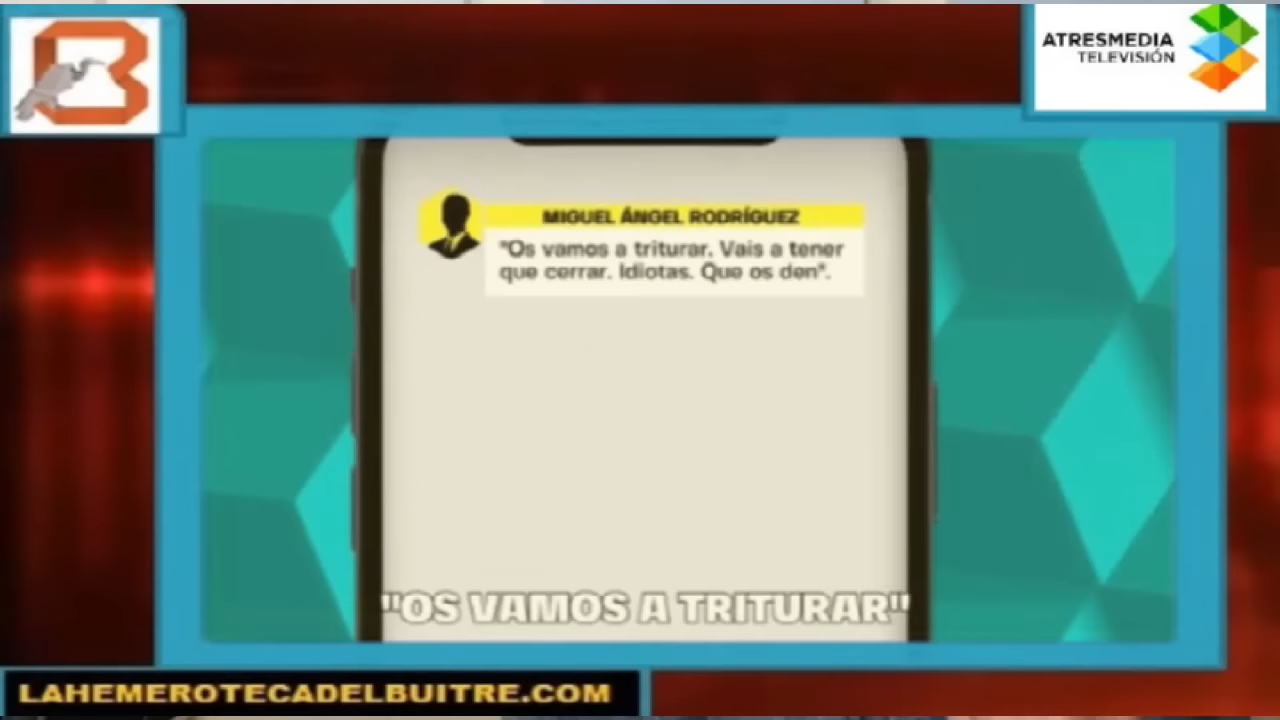 ATRESMEDIA
TELEVISIÓN
MIGUEL ÁNGEL RODRÍGUEZ
"Os vamos a triturar. Vais a tener
que cerrar. Idiotas. Que os den".
"OS VAMOS A TRITURAR"
LAHEMEROTECADELBUITRE.COM